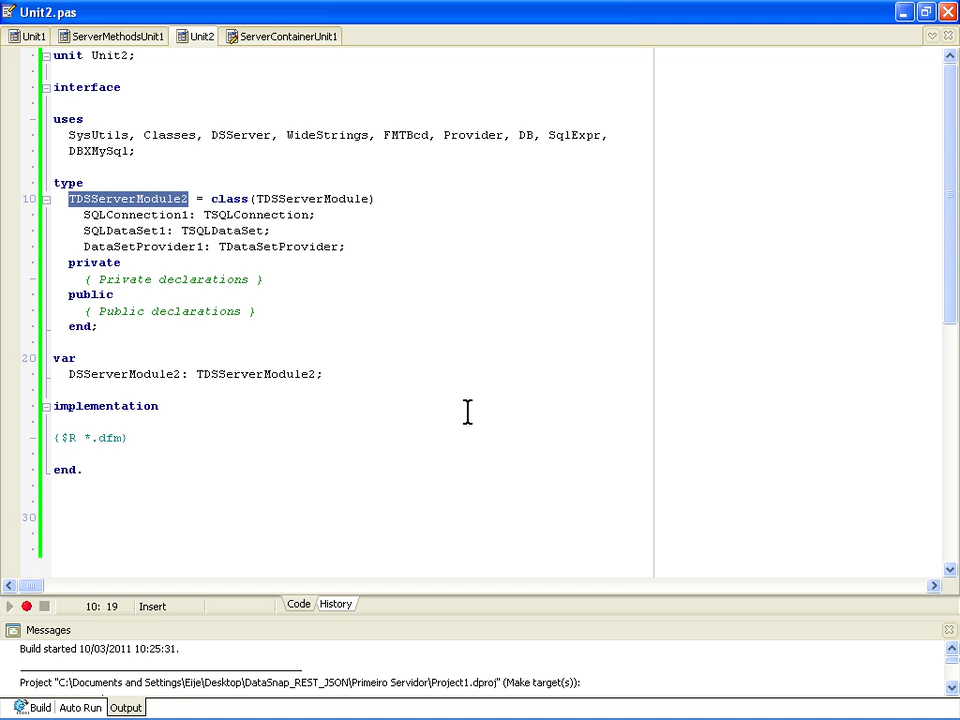 Unit2.pas
Unit1 ServerMethodsUnit1 Unit2 ServerContainerUnit1
unit Unit2;
interface
uses
SysUtils, Classes, DSServer, WideStrings, FMTBcd, Provider, DB, SqlExpr,
DBXMySql;
type
10 TDSServerModule2 = class(TDSServerModule)
SQLConnection1: TSQLConnection;
SQLDataSet1: TSQLDataSet;
DataSetProvider1: TDataSetProvider;
private
{ Private declarations }
public
{ Public declarations }
end;
20 var
DSServerModule2: TDSServerModule2;
implementation
{$R *.dfm}
end.
30
10: 19 Insert Code History
Messages
Build started 10/03/2011 10:25:31.
Project "C:\Documents and Settings\Eije\Desktop\DataSnap_REST_JSON\Primeiro Servidor\Project1.dproj" (Make target(s)):
Build Auto Run Output